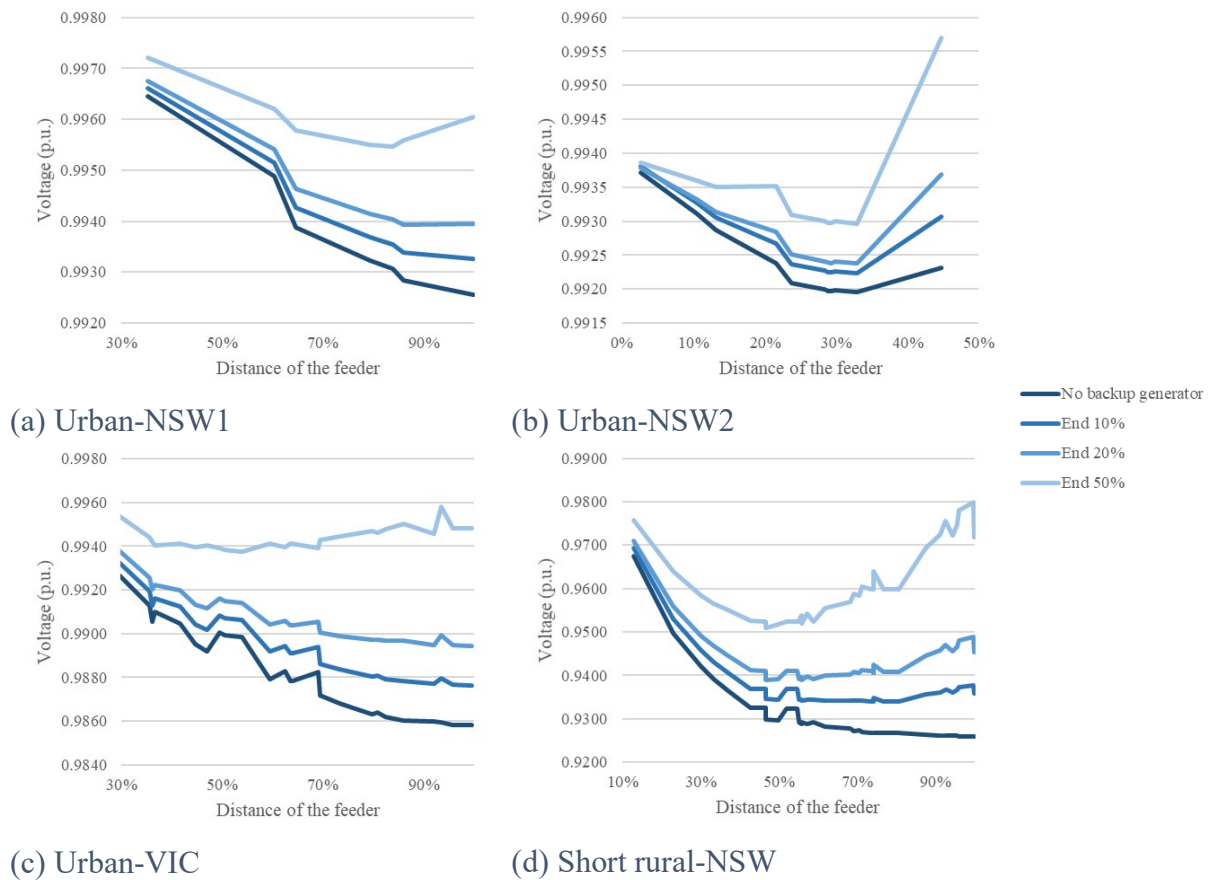 0.9980
0.9970
0.9960
0.9950
0.9940
0.9930
0.9920
Voltage (p.u.)
30% 50% 70% 90%
Distance of the feeder
(a) Urban-NSW1
0.9960
0.9955
0.9950
0.9945
0.9940
0.9935
0.9930
0.9925
0.9920
0.9915
Voltage (p.u.)
0% 10% 20% 30% 40% 50%
Distance of the feeder
(b) Urban-NSW2
No backup generator
End 10%
End 20%
End 50%
0.9980
0.9960
0.9940
0.9920
0.9900
0.9880
0.9860
0.9840
Voltage (p.u.)
30% 50% 70% 90%
Distance of the feeder
(c) Urban-VIC
0.9900
0.9800
0.9700
0.9600
0.9500
0.9400
0.9300
0.9200
Voltage (p.u.)
10% 30% 50% 70% 90%
Distance of the feeder
(d) Short rural-NSW